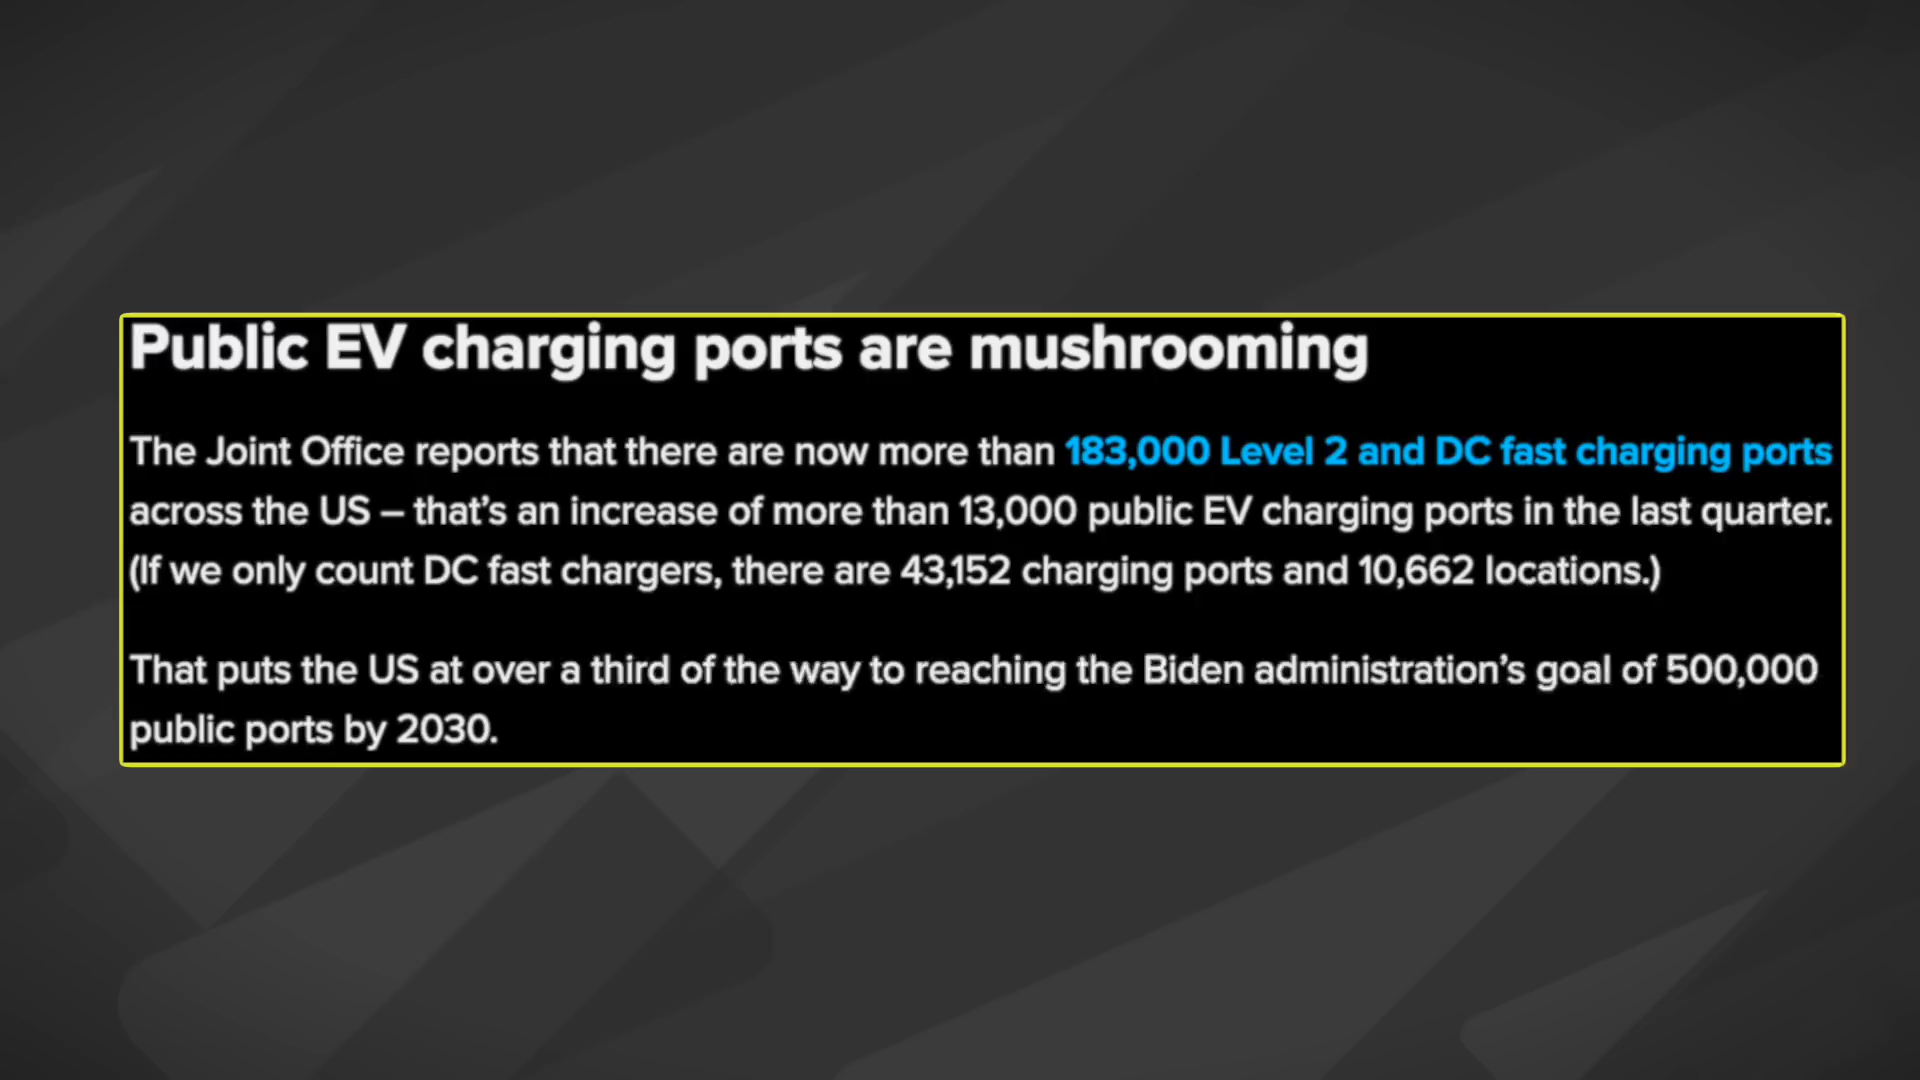 Public EV charging ports are mushrooming
The Joint Office reports that there are now more than 183,000 Level 2 and DC fast charging ports
across the US – that’s an increase of more than 13,000 public EV charging ports in the last quarter.
(If we only count DC fast chargers, there are 43,152 charging ports and 10,662 locations.)
That puts the US at over a third of the way to reaching the Biden administration’s goal of 500,000
public ports by 2030.